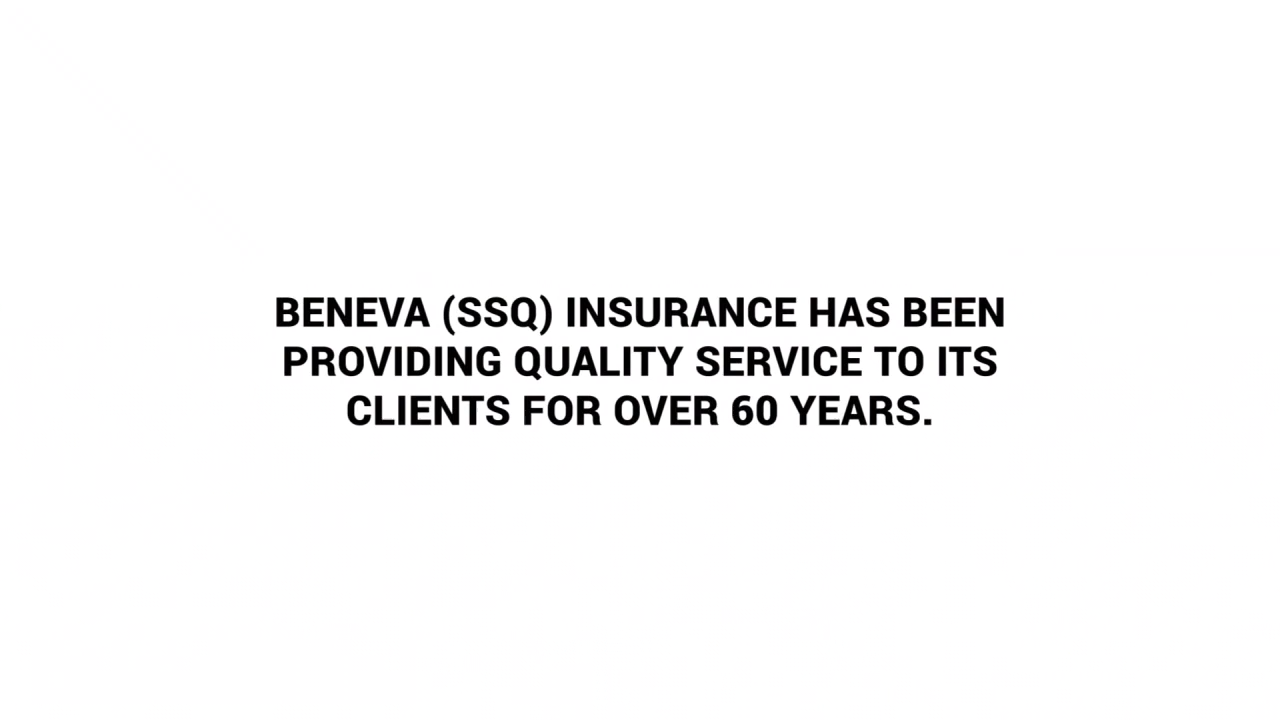 BENEVA (SSQ) INSURANCE HAS BEEN
PROVIDING QUALITY SERVICE TO ITS
CLIENTS FOR OVER 60 YEARS.